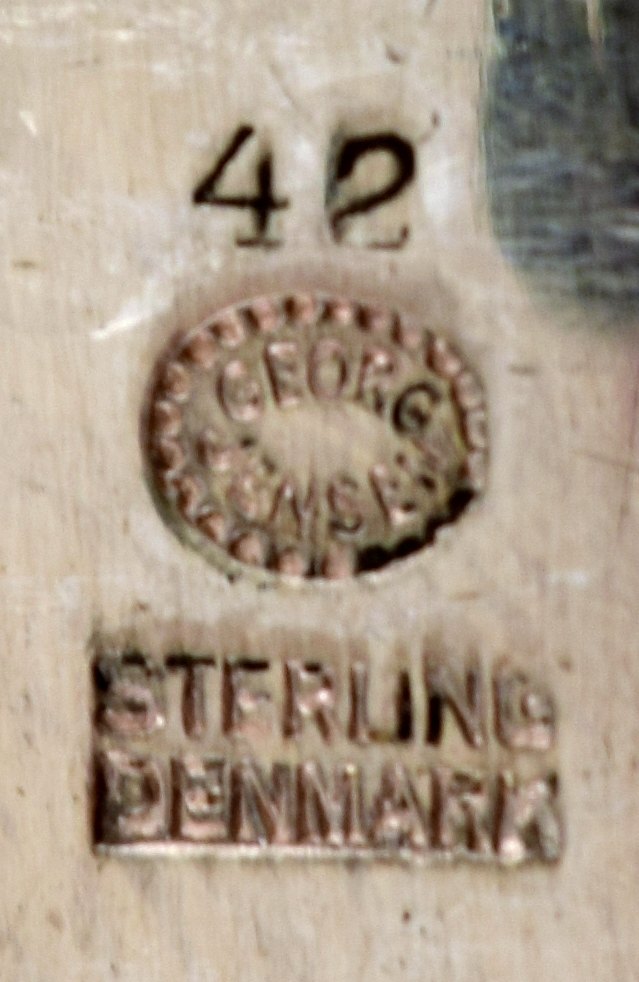 42
GEORG
JENSEN
STERLING
DENMARK